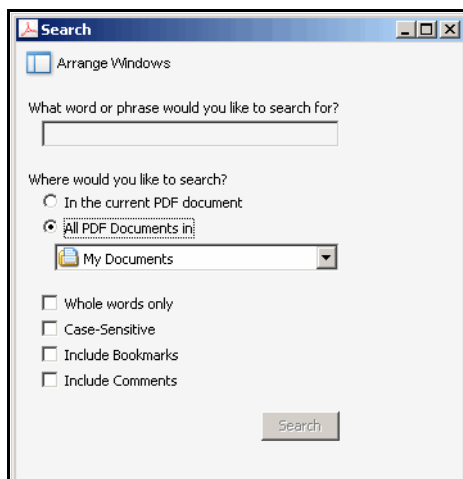 Search
Arrange Windows
What word or phrase would you like to search for?
Where would you like to search?
In the current PDF document
All PDF Documents in
My Documents
Whole words only
Case-Sensitive
Include Bookmarks
Include Comments
Search